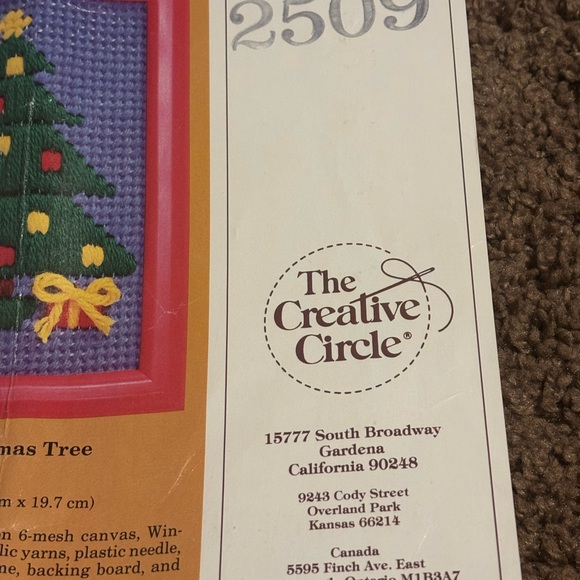 2509
The
Creative
Circle®
15777 South Broadway
Gardena
California 90248
9243 Cody Street
Overland Park
Kansas 66214
Canada
5595 Finch Ave. East
Ontario M1B3A7
mas Tree
m x 19.7 cm)
n 6-mesh canvas, Win-
lic yarns, plastic needle,
ne, backing board, and